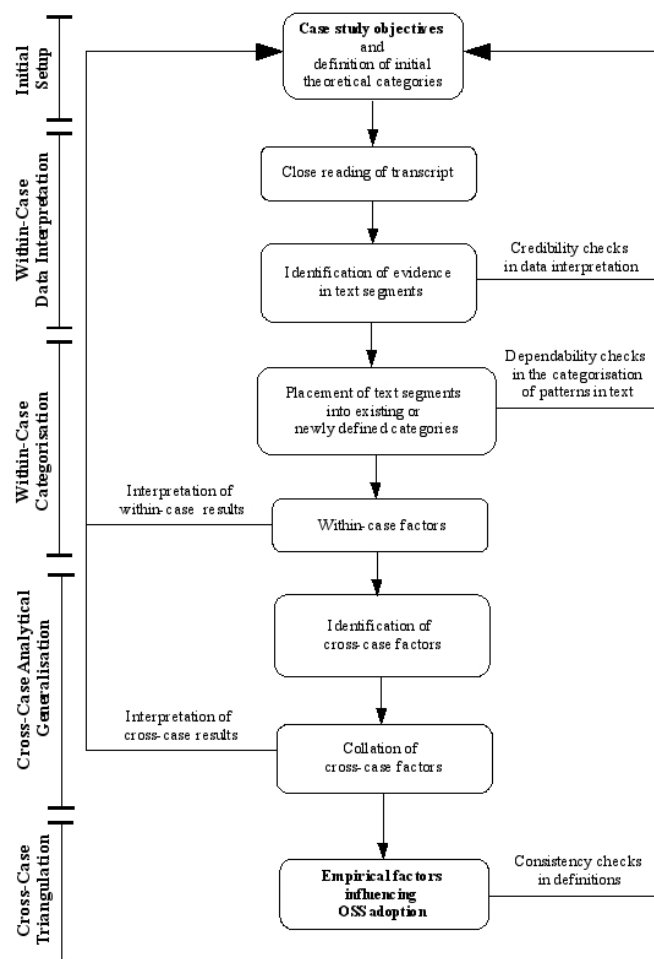 Initial
Setup
Case study objectives
and
definition of initial
theoretical categories
Within-Case
Data Interpretation
Close reading of transcript
Identification of evidence
in text segments
Credibility checks
in data interpretation
Within-Case
Categorisation
Placement of text segments
into existing or
newly defined categories
Dependability checks
in the categorisation
of patterns in text
Interpretation of
within-case results
Within-case factors
Cross-Case Analytical
Generalisation
Identification of
cross-case factors
Interpretation of
cross-case results
Collation of
cross-case factors
Cross-Case
Triangulation
Empirical factors
influencing
OSS adoption
Consistency checks
in definitions